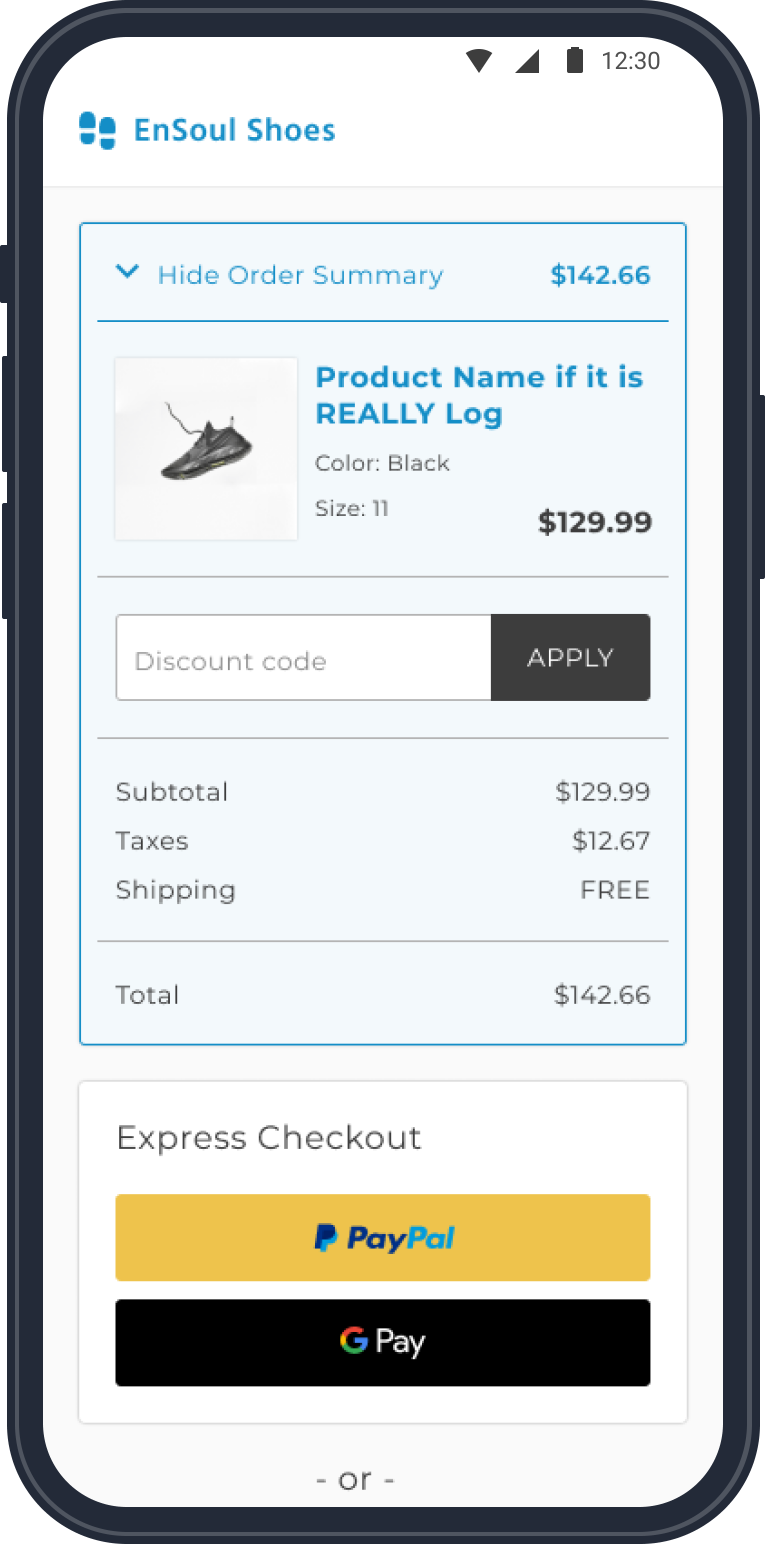 12:30
EnSoul Shoes
Hide Order Summary $142.66
Product Name if it is
REALLY Log
Color: Black
Size: 11
$129.99
Discount code APPLY
Subtotal $129.99
Taxes $12.67
Shipping FREE
Total $142.66
Express Checkout
PayPal
G Pay
- or -